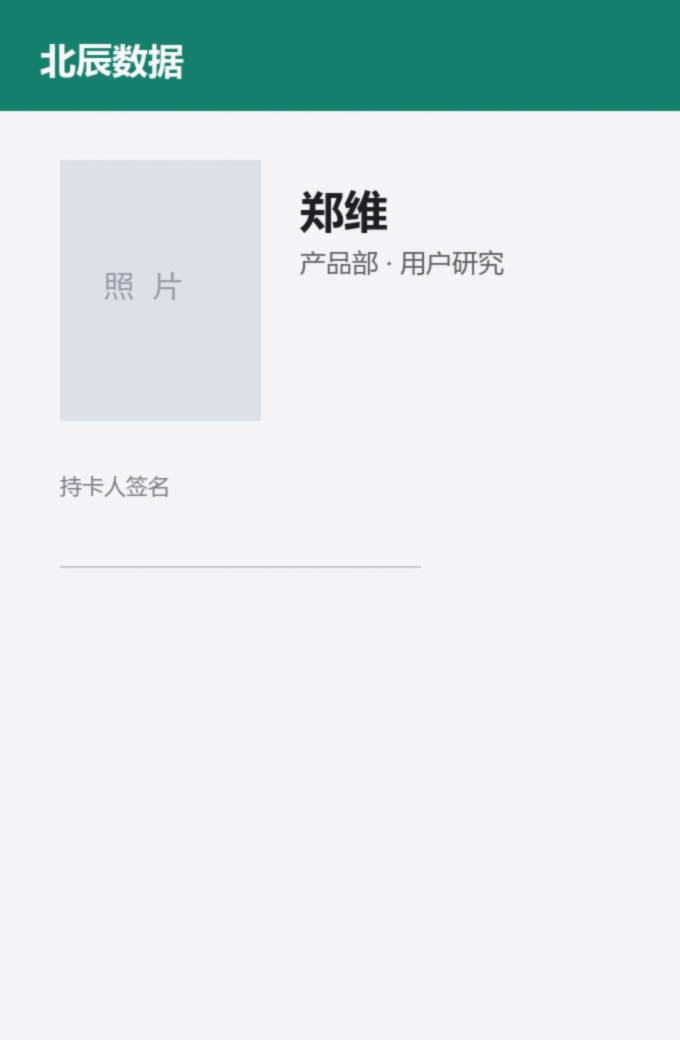 北辰数据
照 片
郑维
产品部 · 用户研究
持卡人签名